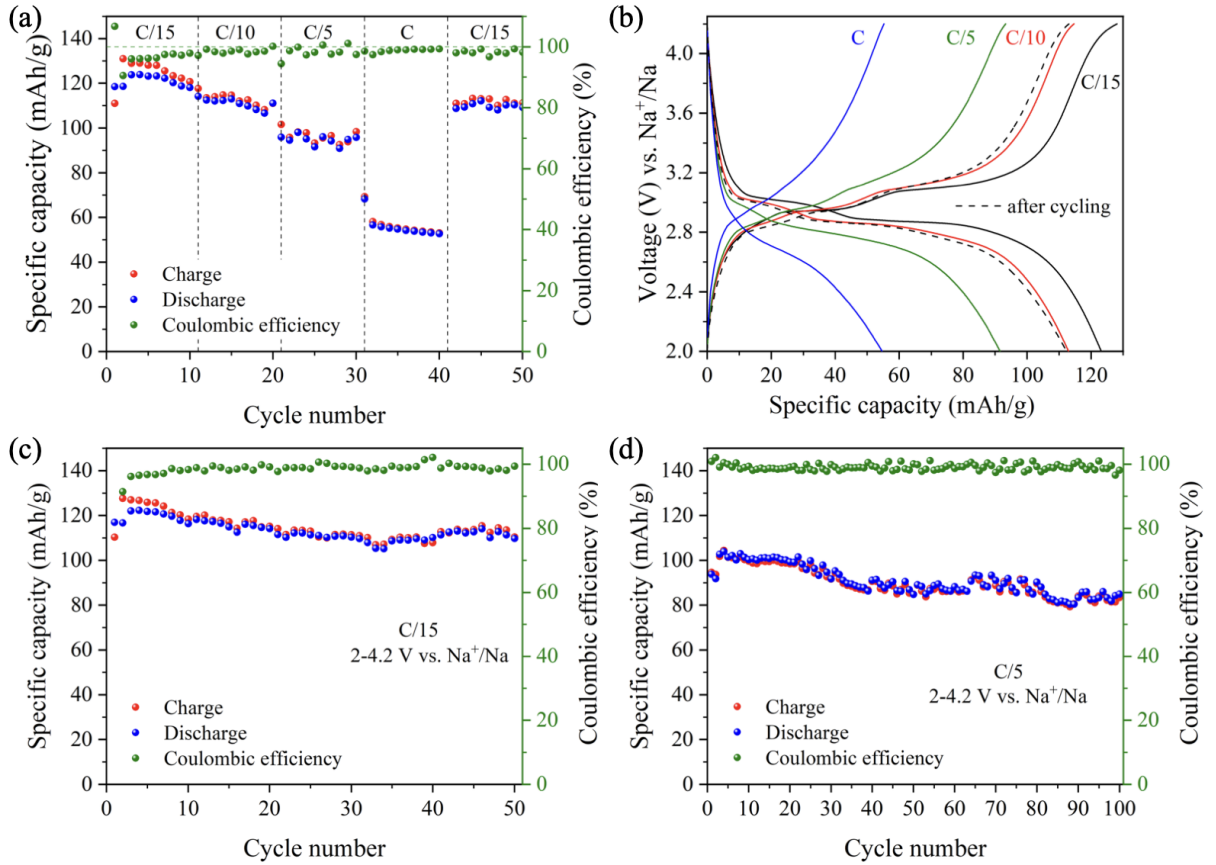 (a)
C/15 C/10 C/5 C C/15
140
120
100
80
60
40
20
0
100
80
60
40
20
0
Specific capacity (mAh/g)
Coulombic efficiency (%)
Charge
Discharge
Coulombic efficiency
0 10 20 30 40 50
Cycle number
(b)
C C/5 C/10
C/15
4.0
3.6
3.2
2.8
2.4
2.0
Voltage (V) vs. Na⁺/Na
after cycling
0 20 40 60 80 100 120
Specific capacity (mAh/g)
(c)
140
120
100
80
60
40
20
0
100
80
60
40
20
0
Specific capacity (mAh/g)
Coulombic efficiency (%)
C/15
2-4.2 V vs. Na⁺/Na
Charge
Discharge
Coulombic efficiency
0 10 20 30 40 50
Cycle number
(d)
140
120
100
80
60
40
20
0
100
80
60
40
20
0
Specific capacity (mAh/g)
Coulombic efficiency (%)
C/5
2-4.2 V vs. Na⁺/Na
Charge
Discharge
Coulombic efficiency
0 10 20 30 40 50 60 70 80 90 100
Cycle number